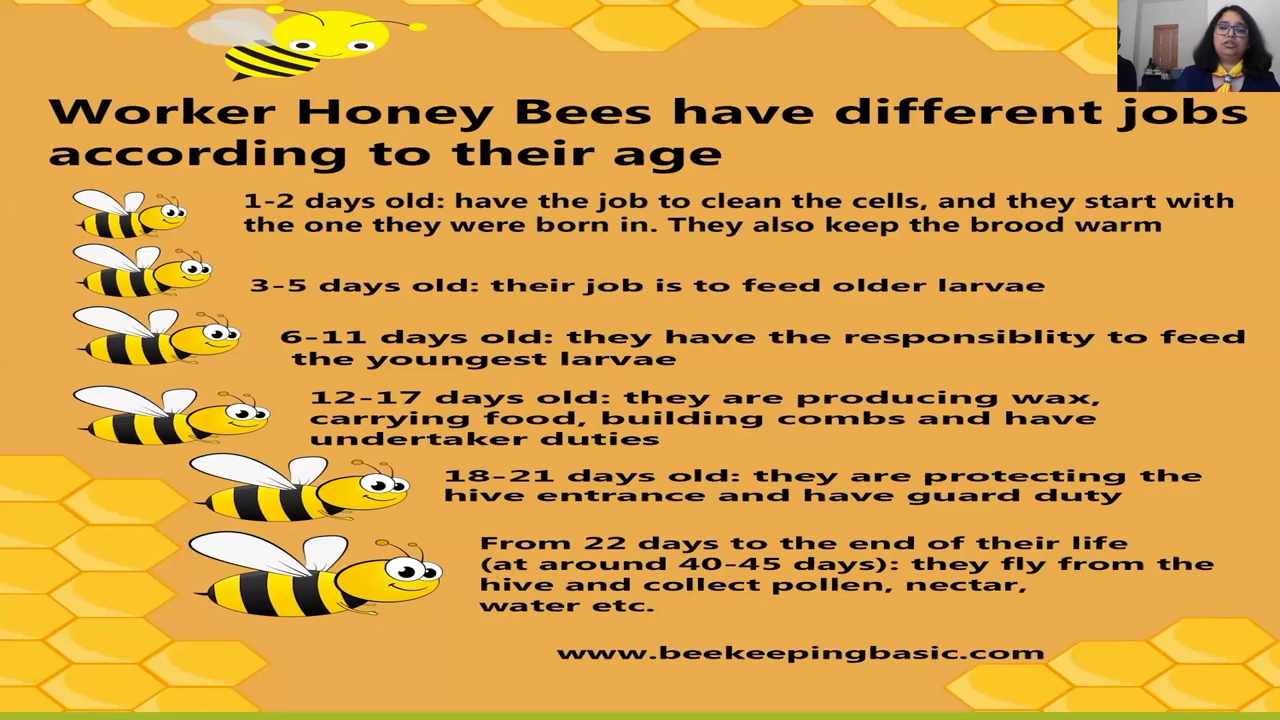 Worker Honey Bees have different jobs
according to their age
1-2 days old: have the job to clean the cells, and they start with
the one they were born in. They also keep the brood warm
3-5 days old: their job is to feed older larvae
6-11 days old: they have the responsiblity to feed
the youngest larvae
12-17 days old: they are producing wax,
carrying food, building combs and have
undertaker duties
18-21 days old: they are protecting the
hive entrance and have guard duty
From 22 days to the end of their life
(at around 40-45 days): they fly from the
hive and collect pollen, nectar,
water etc.
www.beekeepingbasic.com